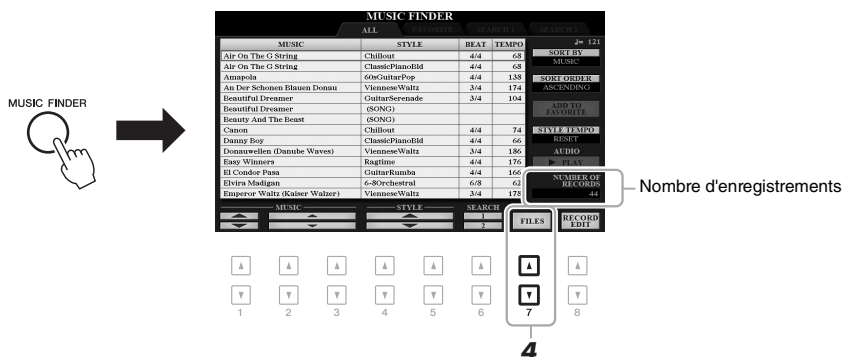 MUSIC FINDER
ALL FAVORITE SEARCH 1 SEARCH 2
MUSIC STYLE BEAT TEMPO
♩= 121
Air On The G String Chillout 4/4 68
Air On The G String ClassicPianoBld 4/4 68
Amapola 60sGuitarPop 4/4 138
An Der Schonen Blauen Donau VienneseWaltz 3/4 174
Beautiful Dreamer GuitarSerenade 3/4 104
Beautiful Dreamer (SONG)
Beauty And The Beast (SONG)
Canon Chillout 4/4 74
Danny Boy ClassicPianoBld 4/4 66
Donauwellen (Danube Waves) VienneseWaltz 3/4 186
Easy Winners Ragtime 4/4 176
El Condor Pasa GuitarRumba 4/4 166
Elvira Madigan 6-8Orchestral 6/8 62
Emperor Waltz (Kaiser Walzer) VienneseWaltz 3/4 178
SORT BY
MUSIC
SORT ORDER
ASCENDING
ADD TO
FAVORITE
STYLE TEMPO
RESET
AUDIO
▶ PLAY
NUMBER OF
RECORDS
44
MUSIC STYLE SEARCH
1
2
FILES
RECORD
EDIT
MUSIC FINDER
Nombre d'enregistrements
1 2 3 4 5 6 7 8
4